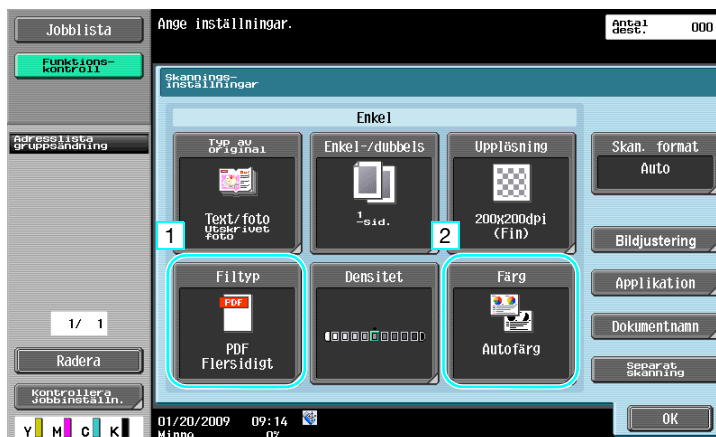 Jobblista
Ange inställningar.
Antal
dest.
000
Funktions-
kontroll
Skannings-
inställningar
Enkel
Adresslista
gruppsändning
Typ av
original
Enkel-/dubbels
Upplösning
Skan. format
Auto
Text/foto
Utskrivet
foto
1-sid.
200x200dpi
(Fin)
1
2
Bildjustering
Filtyp
Densitet
Färg
Applikation
PDF
PDF
Flersidigt
Autofärg
1/ 1
Dokumentnamn
Radera
Separat
skanning
Kontrollera
Jobbinställn.
OK
Y M C K
01/20/2009 09:14
Minne 0%